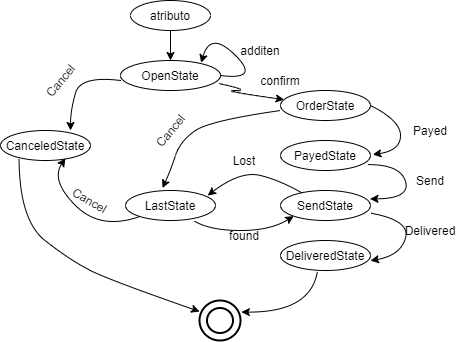 atributo
additen
OpenState
Cancel
confirm
OrderState
Cancel
Payed
CanceledState
PayedState
Lost
Send
Cancel
LastState
SendState
found
Delivered
DeliveredState